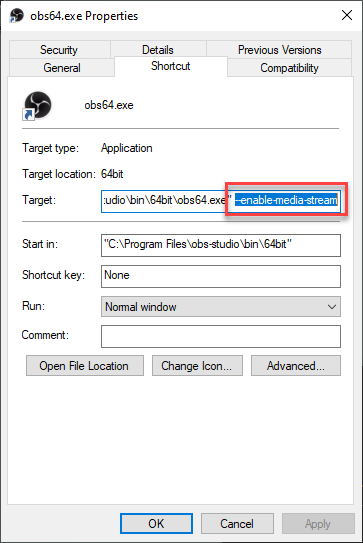 obs64.exe Properties
Security Details Previous Versions
General Shortcut Compatibility
obs64.exe
Target type: Application
Target location: 64bit
Target: :udio\bin\64bit\obs64.exe" --enable-media-stream
Start in: "C:\Program Files\obs-studio\bin\64bit"
Shortcut key: None
Run: Normal window
Comment:
Open File Location Change Icon... Advanced...
OK Cancel Apply